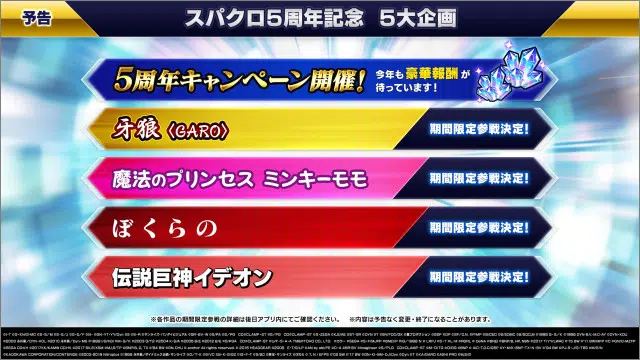 予告
スパクロ5周年記念 5大企画
5周年キャンペーン開催!
今年も豪華報酬が
待っています!
牙狼〈GARO〉
期間限定参戦決定!
魔法のプリンセス ミンキーモモ
期間限定参戦決定!
ぼくらの
期間限定参戦決定!
伝説巨神イデオン
期間限定参戦決定!
※各作品の期間限定参戦の詳細は後日アプリ内にてご確認ください。 ※内容は予告なく変更・終了になることがあります。